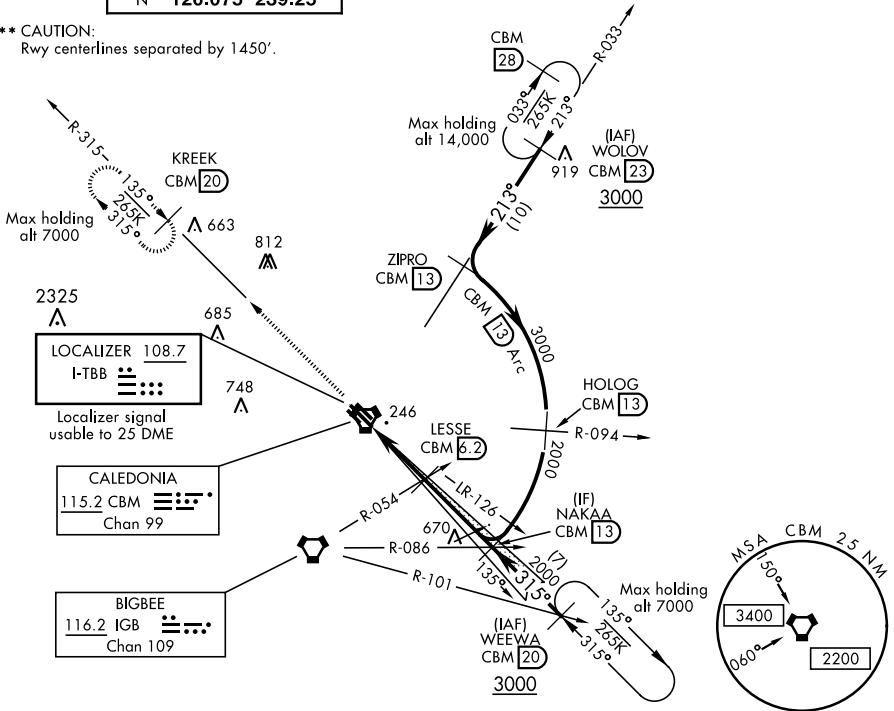 N 126.075 239.25
** CAUTION:
Rwy centerlines separated by 1450'.
CBM
28
R-033
033°
265K
213°
Max holding
alt 14,000
(IAF)
WOLOV
CBM 23
3000
919
213°
(10)
R-315
KREEK
CBM 20
135°
265K
315°
Max holding
alt 7000
663
812
ZIPRO
CBM 13
CBM 13 Arc
3000
2325
685
LOCALIZER 108.7
I-TBB
Localizer signal
usable to 25 DME
748
246
HOLOG
CBM 13
R-094
2000
LESSE
CBM 6.2
CALEDONIA
115.2 CBM
Chan 99
R-054
LR-126
(IF)
NAKAA
CBM 13
670
R-086
(7)
2000
315°
135°
R-101
BIGBEE
116.2 IGB
Chan 109
(IAF)
WEEWA
CBM 20
3000
Max holding
alt 7000
135°
265K
315°
MSA CBM 25 NM
150°
3400
060°
2200